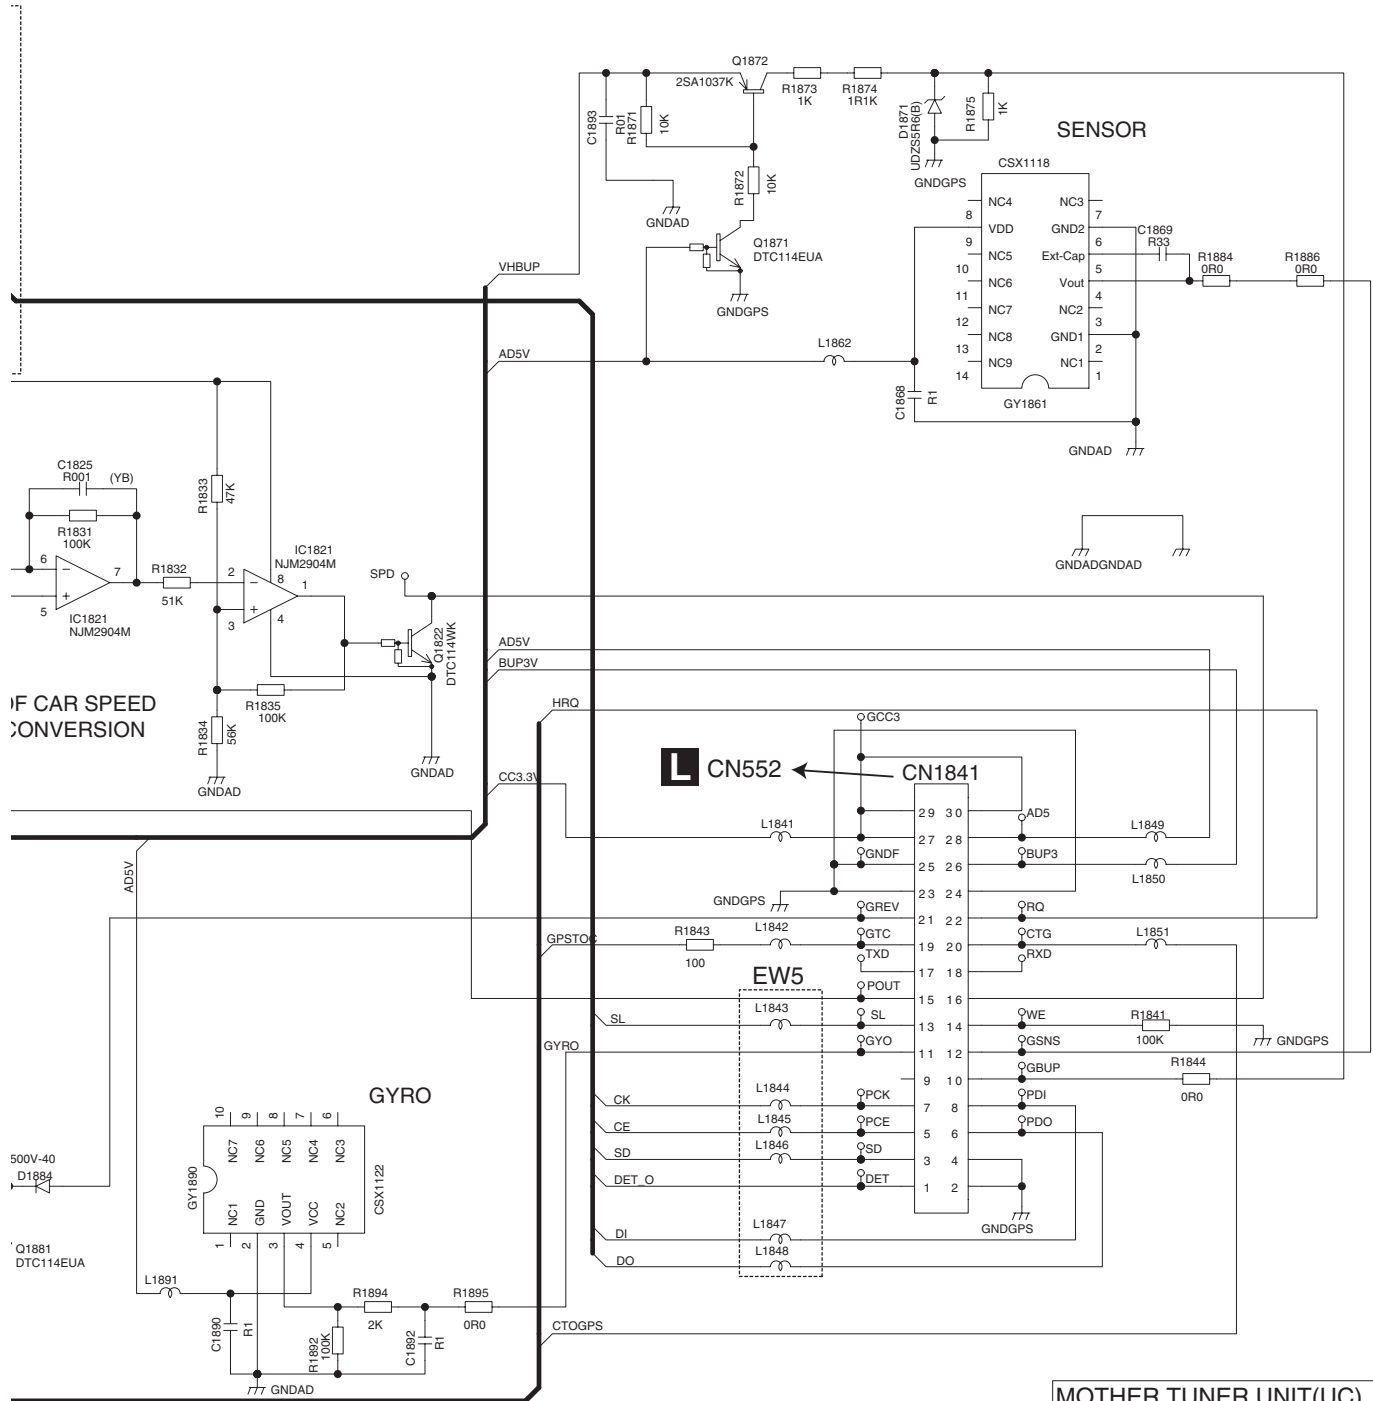 Q1872
2SA1037K
R1873
1K
R1874
1R1K
D1871
UDZS5R6(B)
R1875
1K
C1893
R01
R1871
10K
SENSOR
CSX1118
GNDGPS
R1872
10K
GNDAD
Q1871
DTC114EUA
GNDGPS
NC4
NC3
8
7
VDD
GND2
9
6
NC5
Ext-Cap
10
5
NC6
Vout
11
4
NC7
NC2
12
3
NC8
GND1
13
2
NC9
NC1
14
1
GY1861
C1869
R33
R1884
0R0
R1886
0R0
VHBUP
AD5V
L1862
C1868
R1
GNDAD
GNDADGNDAD
C1825
R001
(YB)
R1831
100K
6
−
7
5
+
IC1821
NJM2904M
R1832
51K
R1833
47K
IC1821
NJM2904M
2
−
8
1
+
3
4
SPD
Q1822
DTC114WK
R1835
100K
R1834
56K
GNDAD
GNDAD
OF CAR SPEED
CONVERSION
AD5V
BUP3V
HRQ
GCC3
L CN552
CN1841
CC3.3V
L1841
29 30
AD5
27 28
L1849
GNDF
25 26
BUP3
L1850
GNDGPS
23 24
GREV
21 22
RQ
AD5V
GPSTOC
R1843
100
L1842
GTC
19 20
CTG
L1851
TXD
17 18
RXD
EW5
POUT
15 16
SL
L1843
SL
13 14
WE
R1841
100K
GNDGPS
GYRO
GYO
11 12
GSNS
9 10
GBUP
R1844
0R0
CK
L1844
PCK
7 8
PDI
CE
L1845
PCE
5 6
PDO
SD
L1846
SD
3 4
DET_O
DET
1 2
GNDGPS
DI
L1847
DO
L1848
GYRO
10
9
8
7
6
NC7
NC6
NC5
NC4
NC3
GY1890
CSX1122
NC1
GND
VOUT
VCC
NC2
1
2
3
4
5
500V-40
D1884
Q1881
DTC114EUA
L1891
C1890
R1
R1894
2K
R1895
0R0
R1892
100K
C1892
R1
GNDAD
CTOGPS
MOTHER TUNER UNIT(UC)